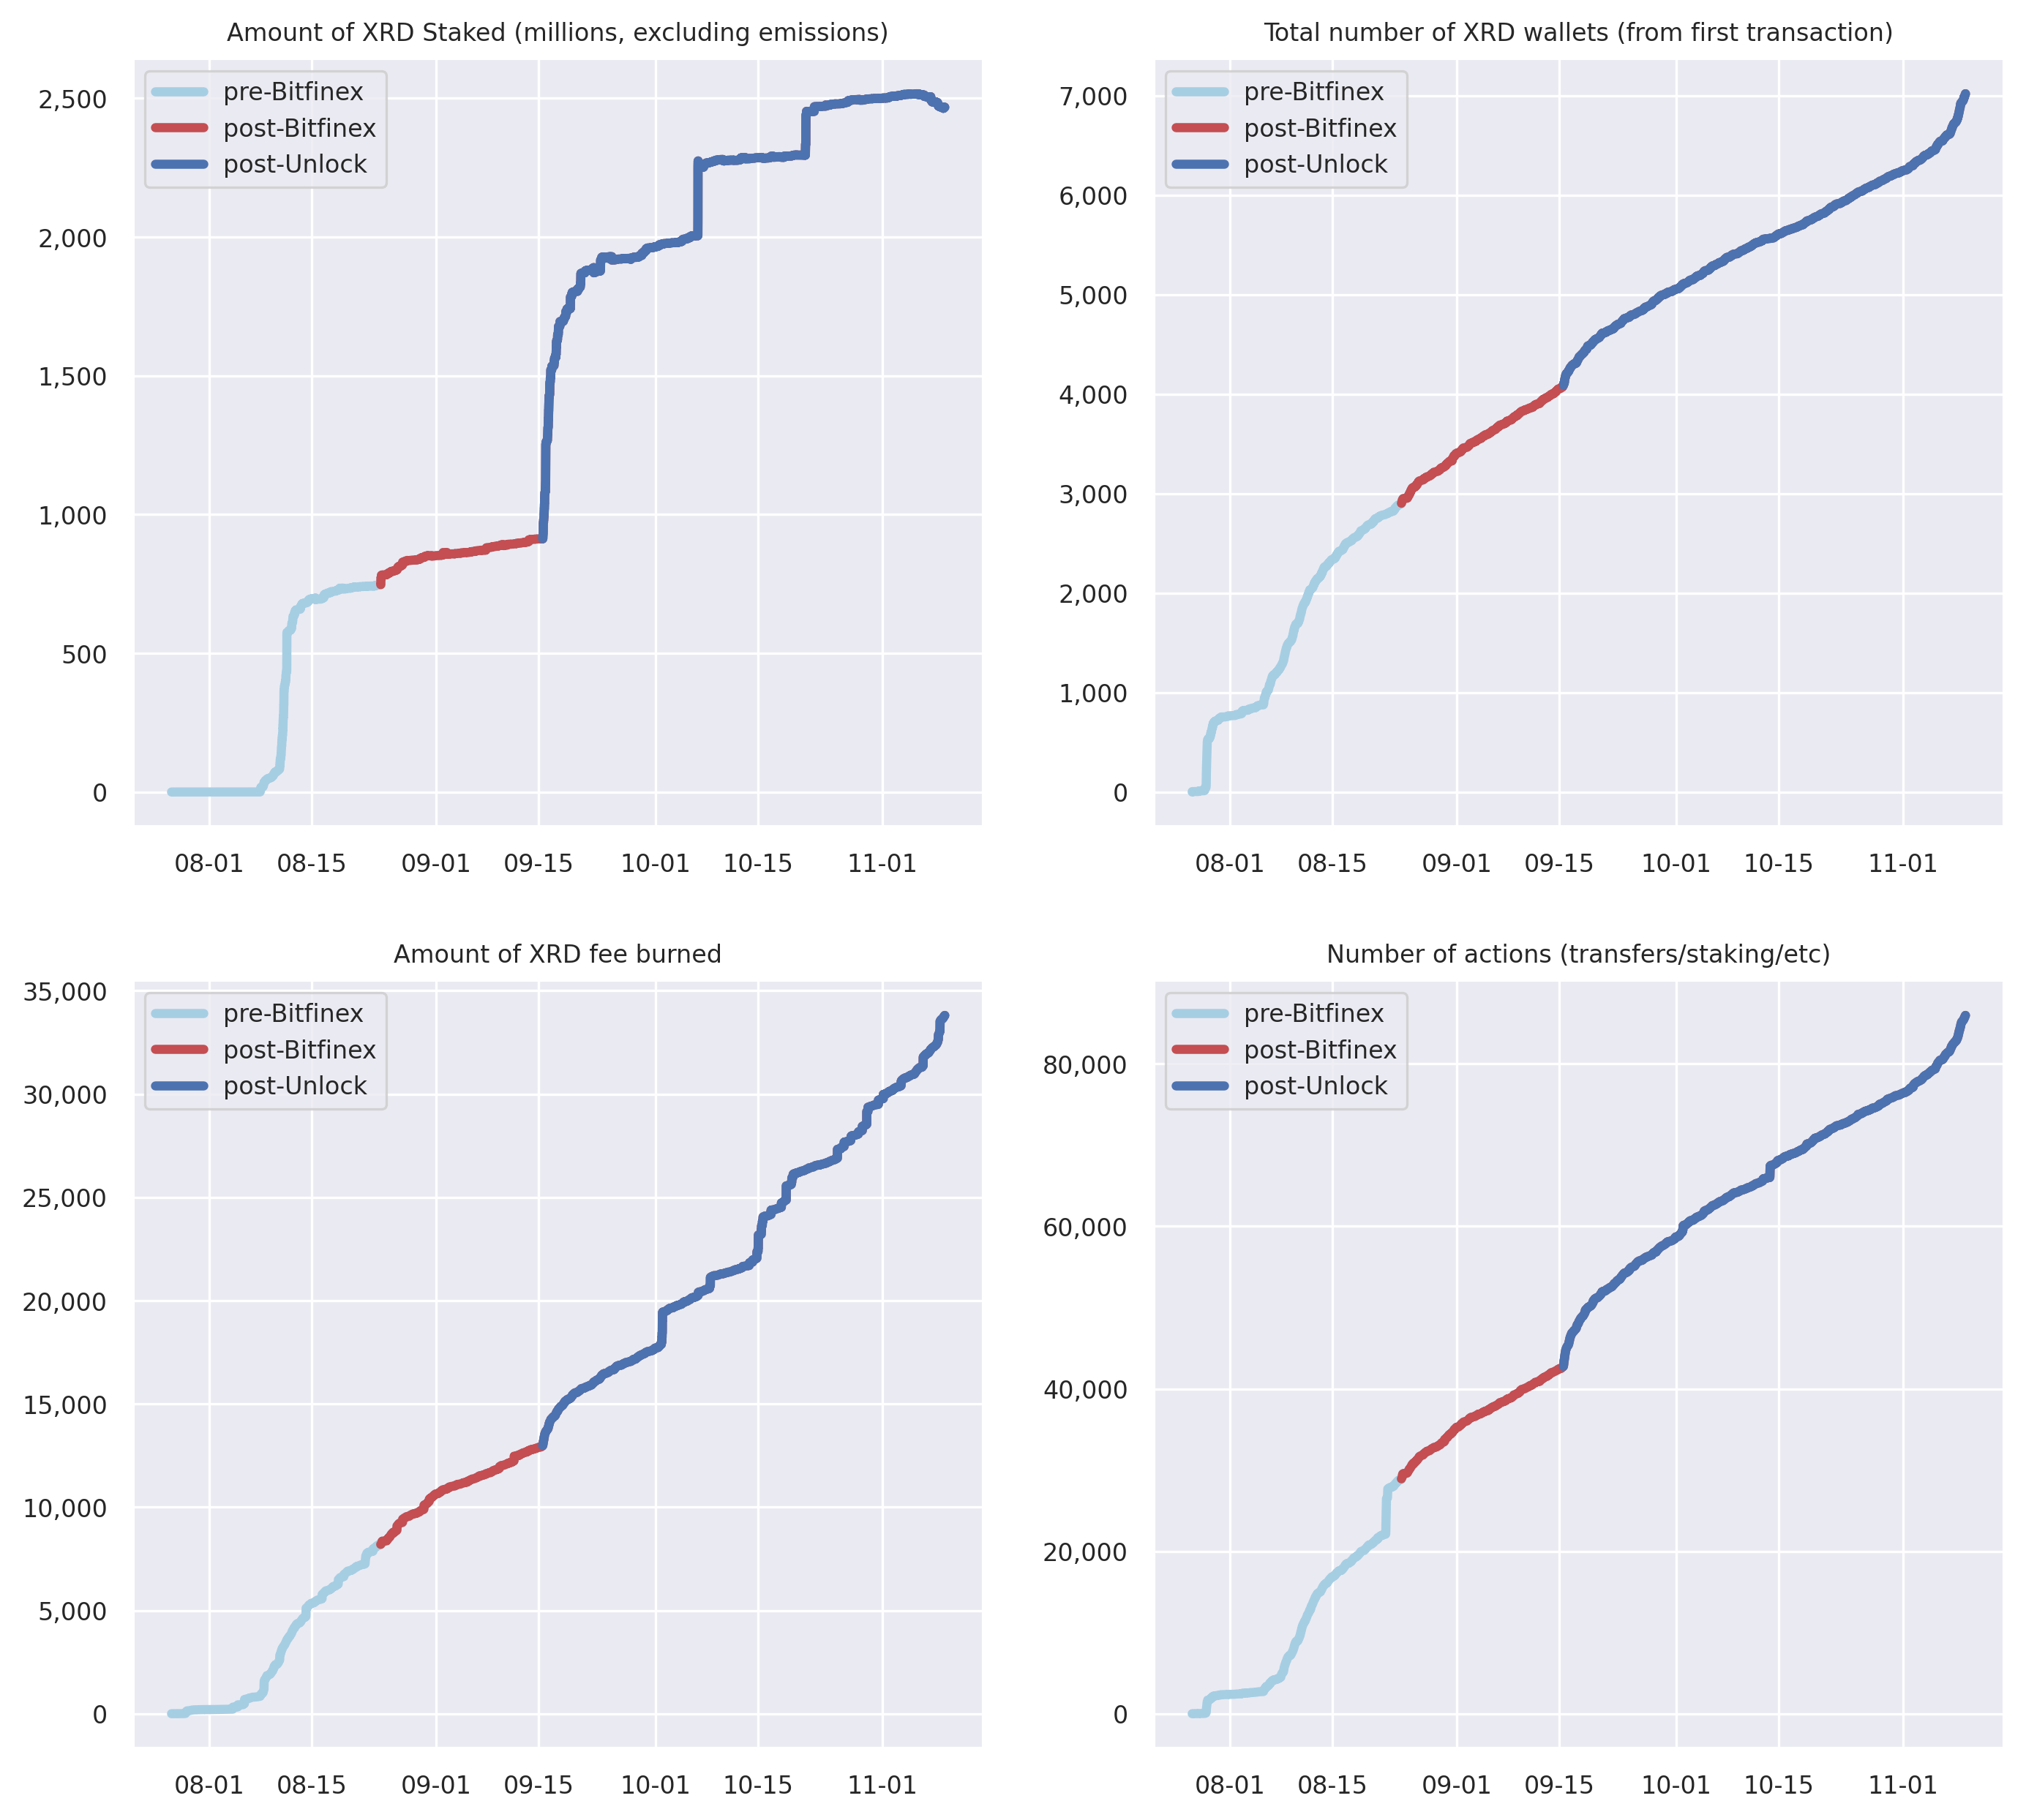 Amount of XRD Staked (millions, excluding emissions)
pre-Bitfinex
post-Bitfinex
post-Unlock
2,500
2,000
1,500
1,000
500
0
08-01 08-15 09-01 09-15 10-01 10-15 11-01
Total number of XRD wallets (from first transaction)
pre-Bitfinex
post-Bitfinex
post-Unlock
7,000
6,000
5,000
4,000
3,000
2,000
1,000
0
08-01 08-15 09-01 09-15 10-01 10-15 11-01
Amount of XRD fee burned
pre-Bitfinex
post-Bitfinex
post-Unlock
35,000
30,000
25,000
20,000
15,000
10,000
5,000
0
08-01 08-15 09-01 09-15 10-01 10-15 11-01
Number of actions (transfers/staking/etc)
pre-Bitfinex
post-Bitfinex
post-Unlock
80,000
60,000
40,000
20,000
0
08-01 08-15 09-01 09-15 10-01 10-15 11-01